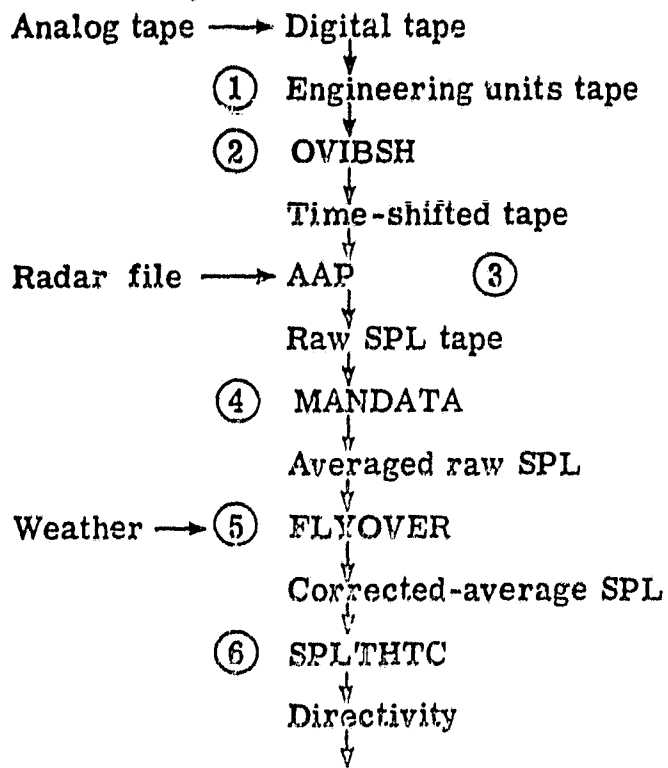 Analog tape Digital tape
① Engineering units tape
② OVIBSH
Time-shifted tape
Radar file AAP ③
Raw SPL tape
④ MANDATA
Averaged raw SPL
Weather ⑤ FLYOVER
Corrected-average SPL
⑥ SPLTHTC
Directivity